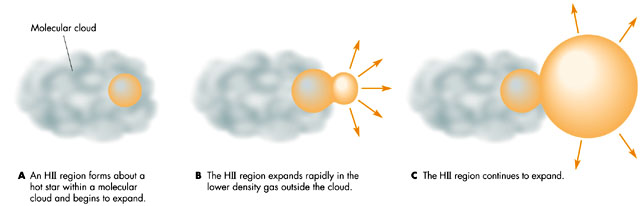 Molecular cloud
A An HII region forms about a
hot star within a molecular
cloud and begins to expand.
B The HII region expands rapidly in the
lower density gas outside the cloud.
C The HII region continues to expand.